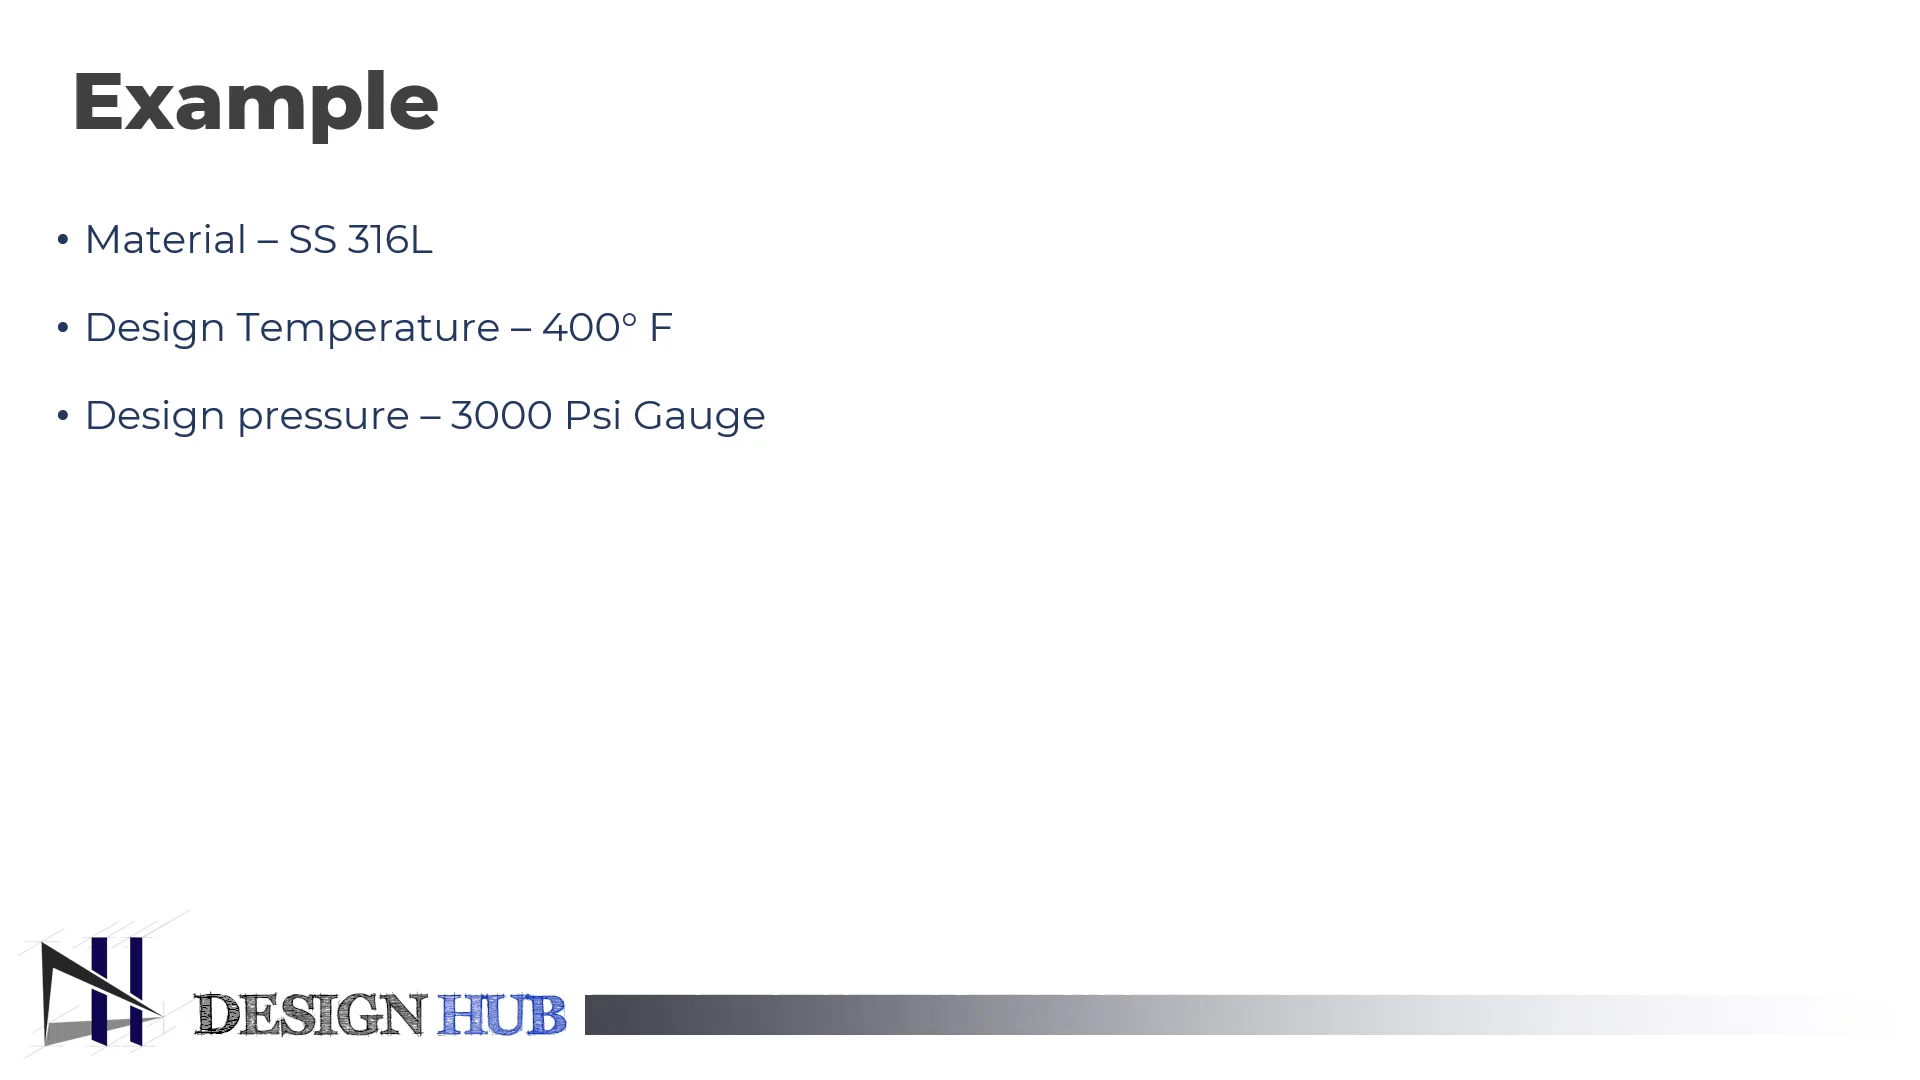 Example
• Material – SS 316L
• Design Temperature – 400° F
• Design pressure – 3000 Psi Gauge
DESIGN HUB